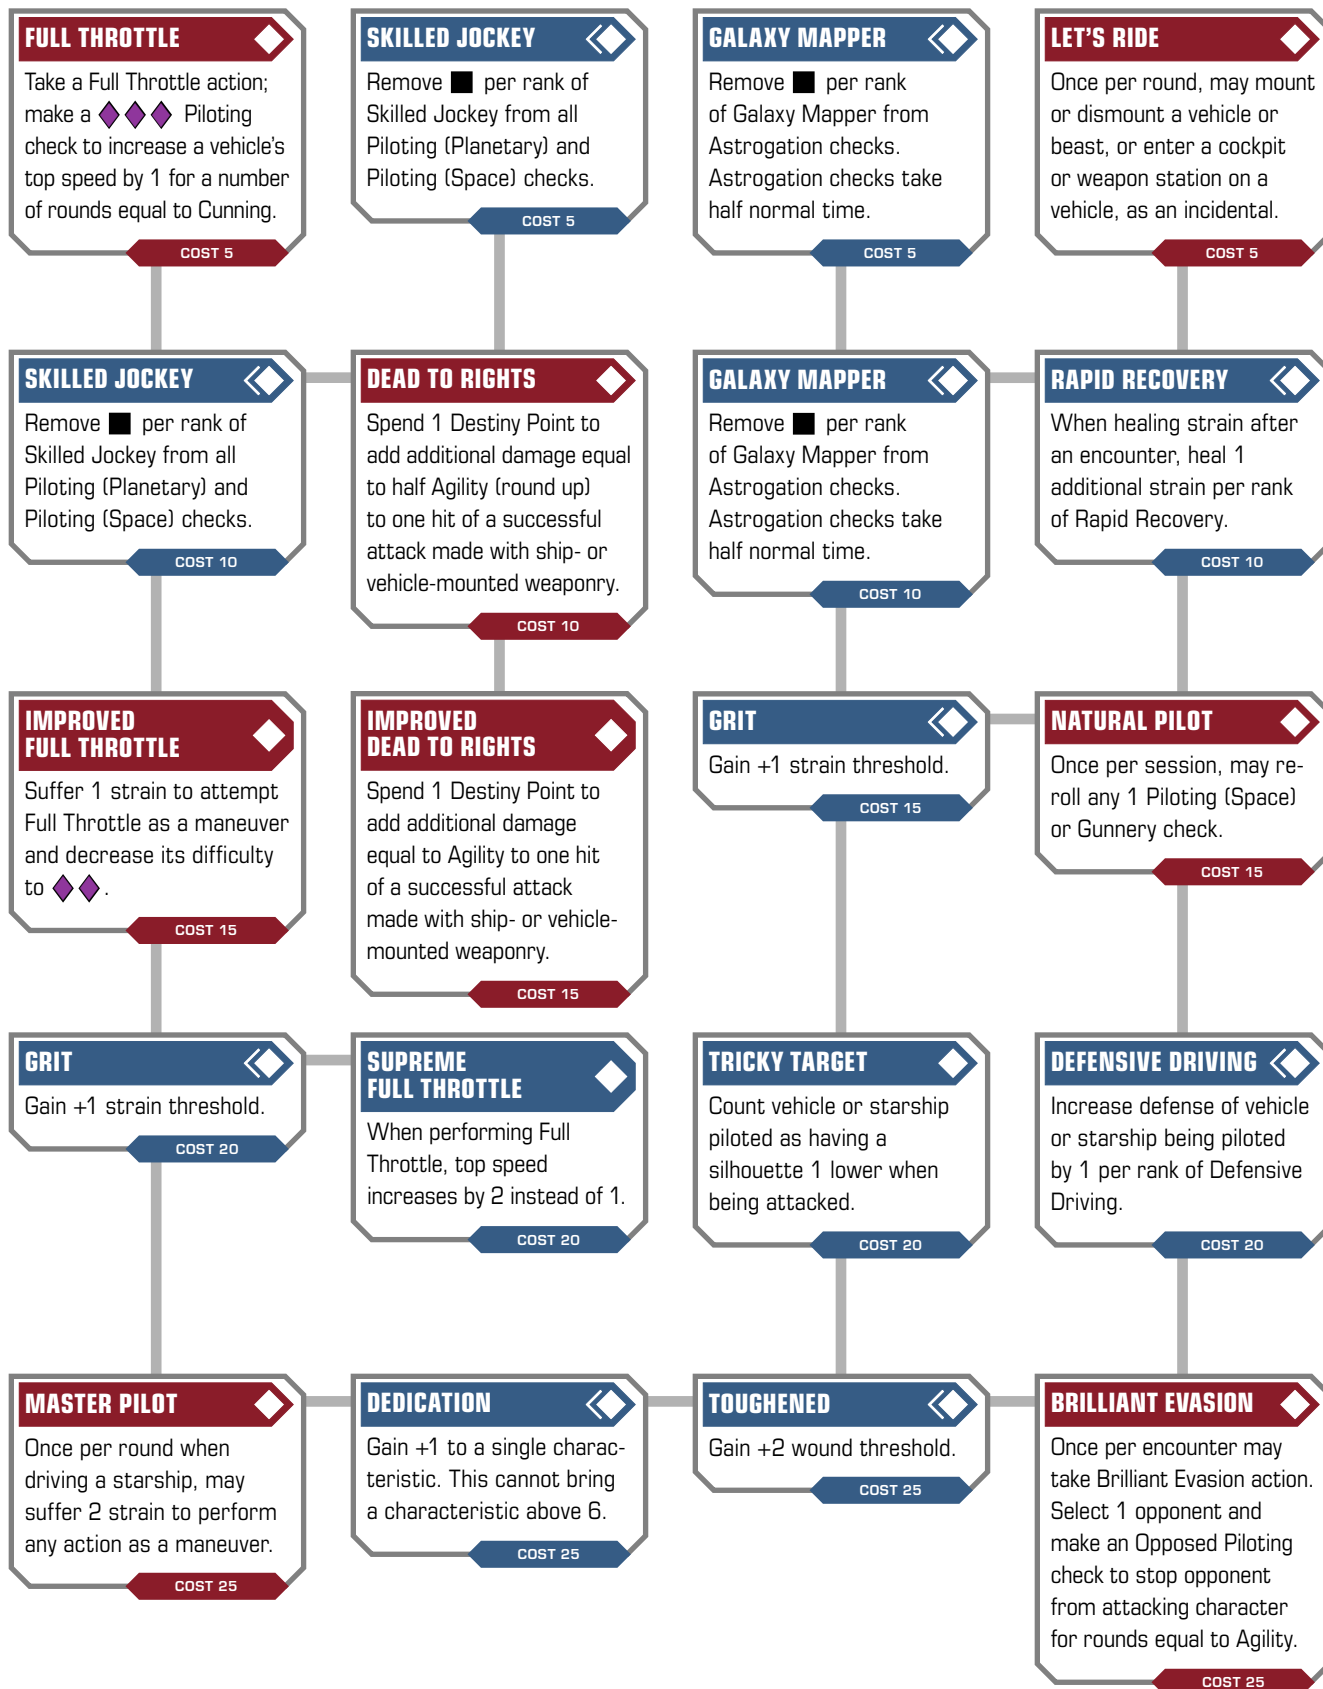 FULL THROTTLE
Take a Full Throttle action;
make a Piloting
check to increase a vehicle's
top speed by 1 for a number
of rounds equal to Cunning.
COST 5
SKILLED JOCKEY
Remove per rank of
Skilled Jockey from all
Piloting (Planetary) and
Piloting (Space) checks.
COST 5
GALAXY MAPPER
Remove per rank
of Galaxy Mapper from
Astrogation checks.
Astrogation checks take
half normal time.
COST 5
LET'S RIDE
Once per round, may mount
or dismount a vehicle or
beast, or enter a cockpit
or weapon station on a
vehicle, as an incidental.
COST 5
SKILLED JOCKEY
Remove per rank of
Skilled Jockey from all
Piloting (Planetary) and
Piloting (Space) checks.
COST 10
DEAD TO RIGHTS
Spend 1 Destiny Point to
add additional damage equal
to half Agility (round up)
to one hit of a successful
attack made with ship- or
vehicle-mounted weaponry.
COST 10
GALAXY MAPPER
Remove per rank
of Galaxy Mapper from
Astrogation checks.
Astrogation checks take
half normal time.
COST 10
RAPID RECOVERY
When healing strain after
an encounter, heal 1
additional strain per rank
of Rapid Recovery.
COST 10
IMPROVED
FULL THROTTLE
Suffer 1 strain to attempt
Full Throttle as a maneuver
and decrease its difficulty
to .
COST 15
IMPROVED
DEAD TO RIGHTS
Spend 1 Destiny Point to
add additional damage
equal to Agility to one hit
of a successful attack
made with ship- or vehicle-
mounted weaponry.
COST 15
GRIT
Gain +1 strain threshold.
COST 15
NATURAL PILOT
Once per session, may re-
roll any 1 Piloting (Space)
or Gunnery check.
COST 15
GRIT
Gain +1 strain threshold.
COST 20
SUPREME
FULL THROTTLE
When performing Full
Throttle, top speed
increases by 2 instead of 1.
COST 20
TRICKY TARGET
Count vehicle or starship
piloted as having a
silhouette 1 lower when
being attacked.
COST 20
DEFENSIVE DRIVING
Increase defense of vehicle
or starship being piloted
by 1 per rank of Defensive
Driving.
COST 20
MASTER PILOT
Once per round when
driving a starship, may
suffer 2 strain to perform
any action as a maneuver.
COST 25
DEDICATION
Gain +1 to a single charac-
teristic. This cannot bring
a characteristic above 6.
COST 25
TOUGHENED
Gain +2 wound threshold.
COST 25
BRILLIANT EVASION
Once per encounter may
take Brilliant Evasion action.
Select 1 opponent and
make an Opposed Piloting
check to stop opponent
from attacking character
for rounds equal to Agility.
COST 25